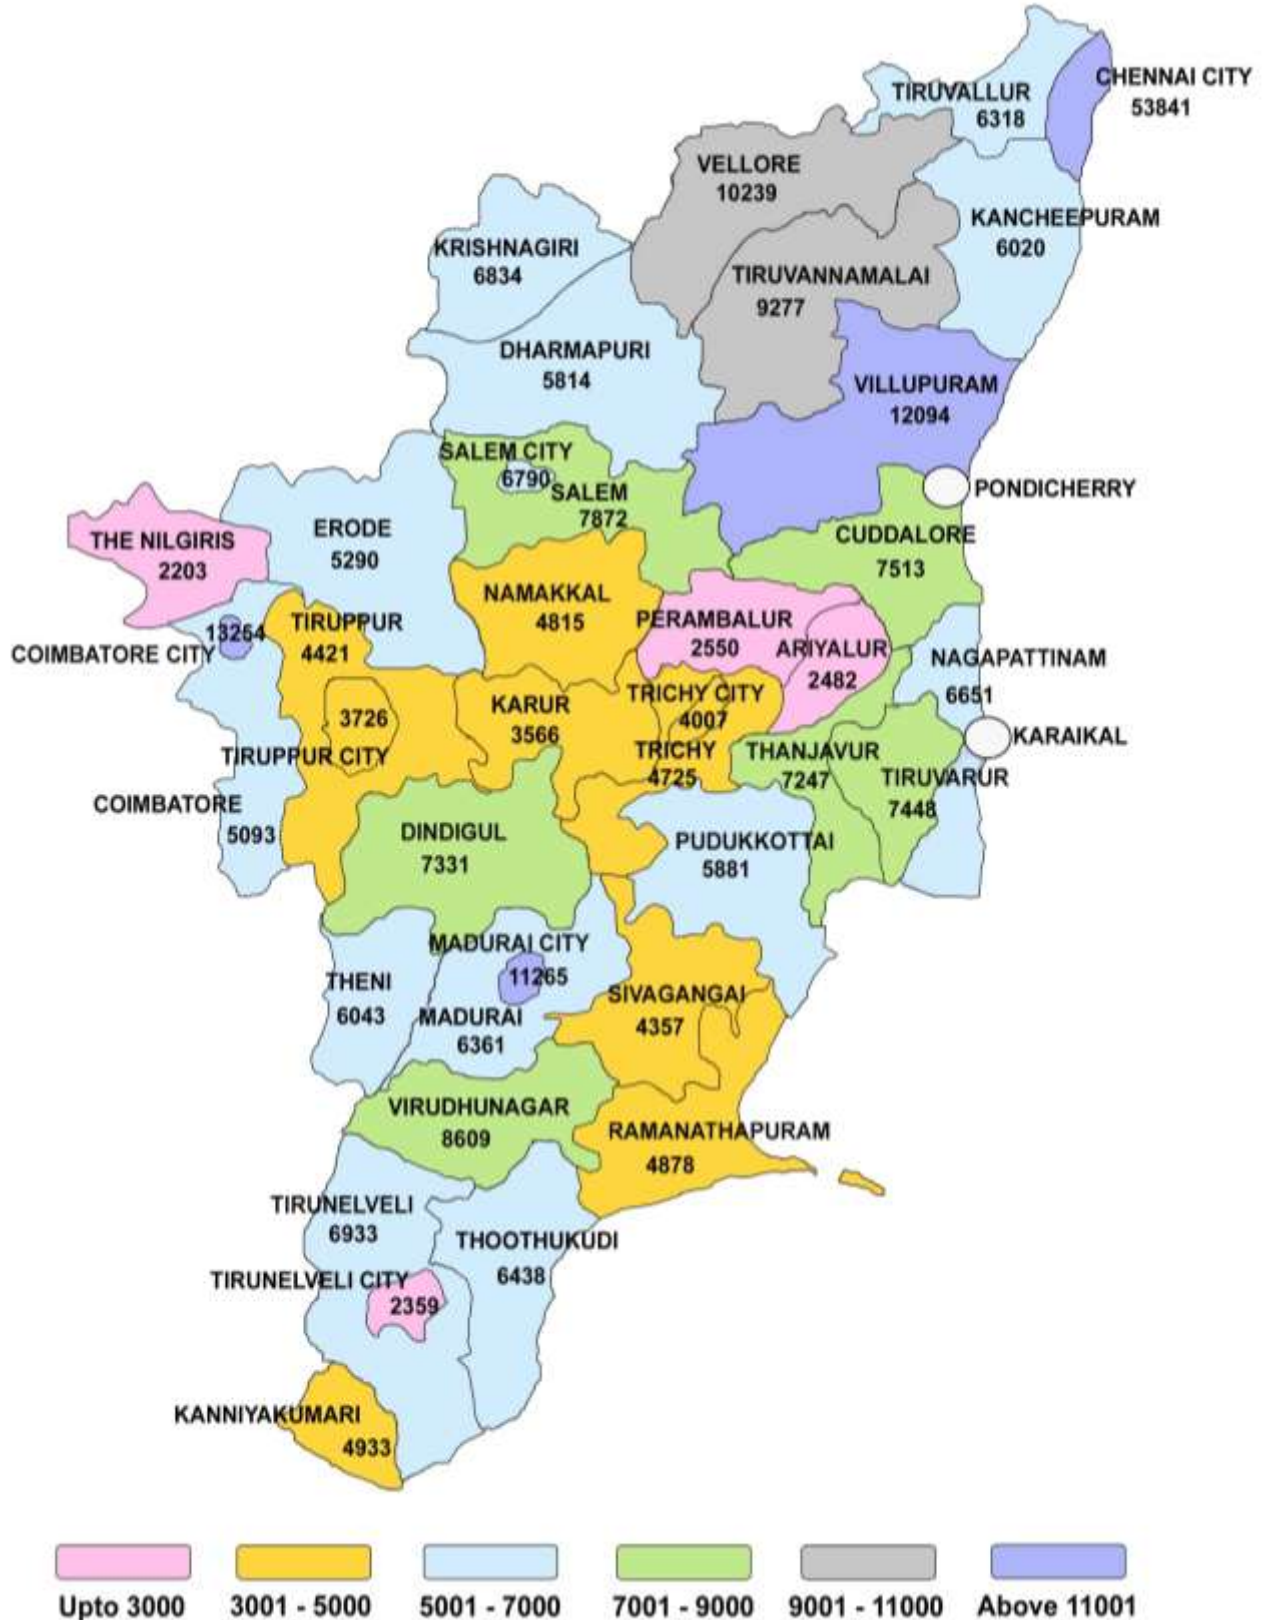 CHENNAI CITY
53841
TIRUVALLUR
6318
VELLORE
10239
KANCHEEPURAM
6020
KRISHNAGIRI
6834
TIRUVANNAMALAI
9277
DHARMAPURI
5814
VILLUPURAM
12094
SALEM CITY
6790
SALEM
7872
PONDICHERRY
THE NILGIRIS
2203
ERODE
5290
CUDDALORE
7513
NAMAKKAL
4815
PERAMBALUR
2550
ARIYALUR
2482
TIRUPPUR
4421
13254
COIMBATORE CITY
NAGAPATTINAM
6651
KARUR
3566
TRICHY CITY
4007
3726
TIRUPPUR CITY
TRICHY
4725
THANJAVUR
7247
KARAIKAL
TIRUVARUR
7448
COIMBATORE
5093
DINDIGUL
7331
PUDUKKOTTAI
5881
MADURAI CITY
11265
THENI
6043
MADURAI
6361
SIVAGANGAI
4357
VIRUDHUNAGAR
8609
RAMANATHAPURAM
4878
TIRUNELVELI
6933
THOOTHUKUDI
6438
TIRUNELVELI CITY
2359
KANNIYAKUMARI
4933
Upto 3000
3001 - 5000
5001 - 7000
7001 - 9000
9001 - 11000
Above 11001